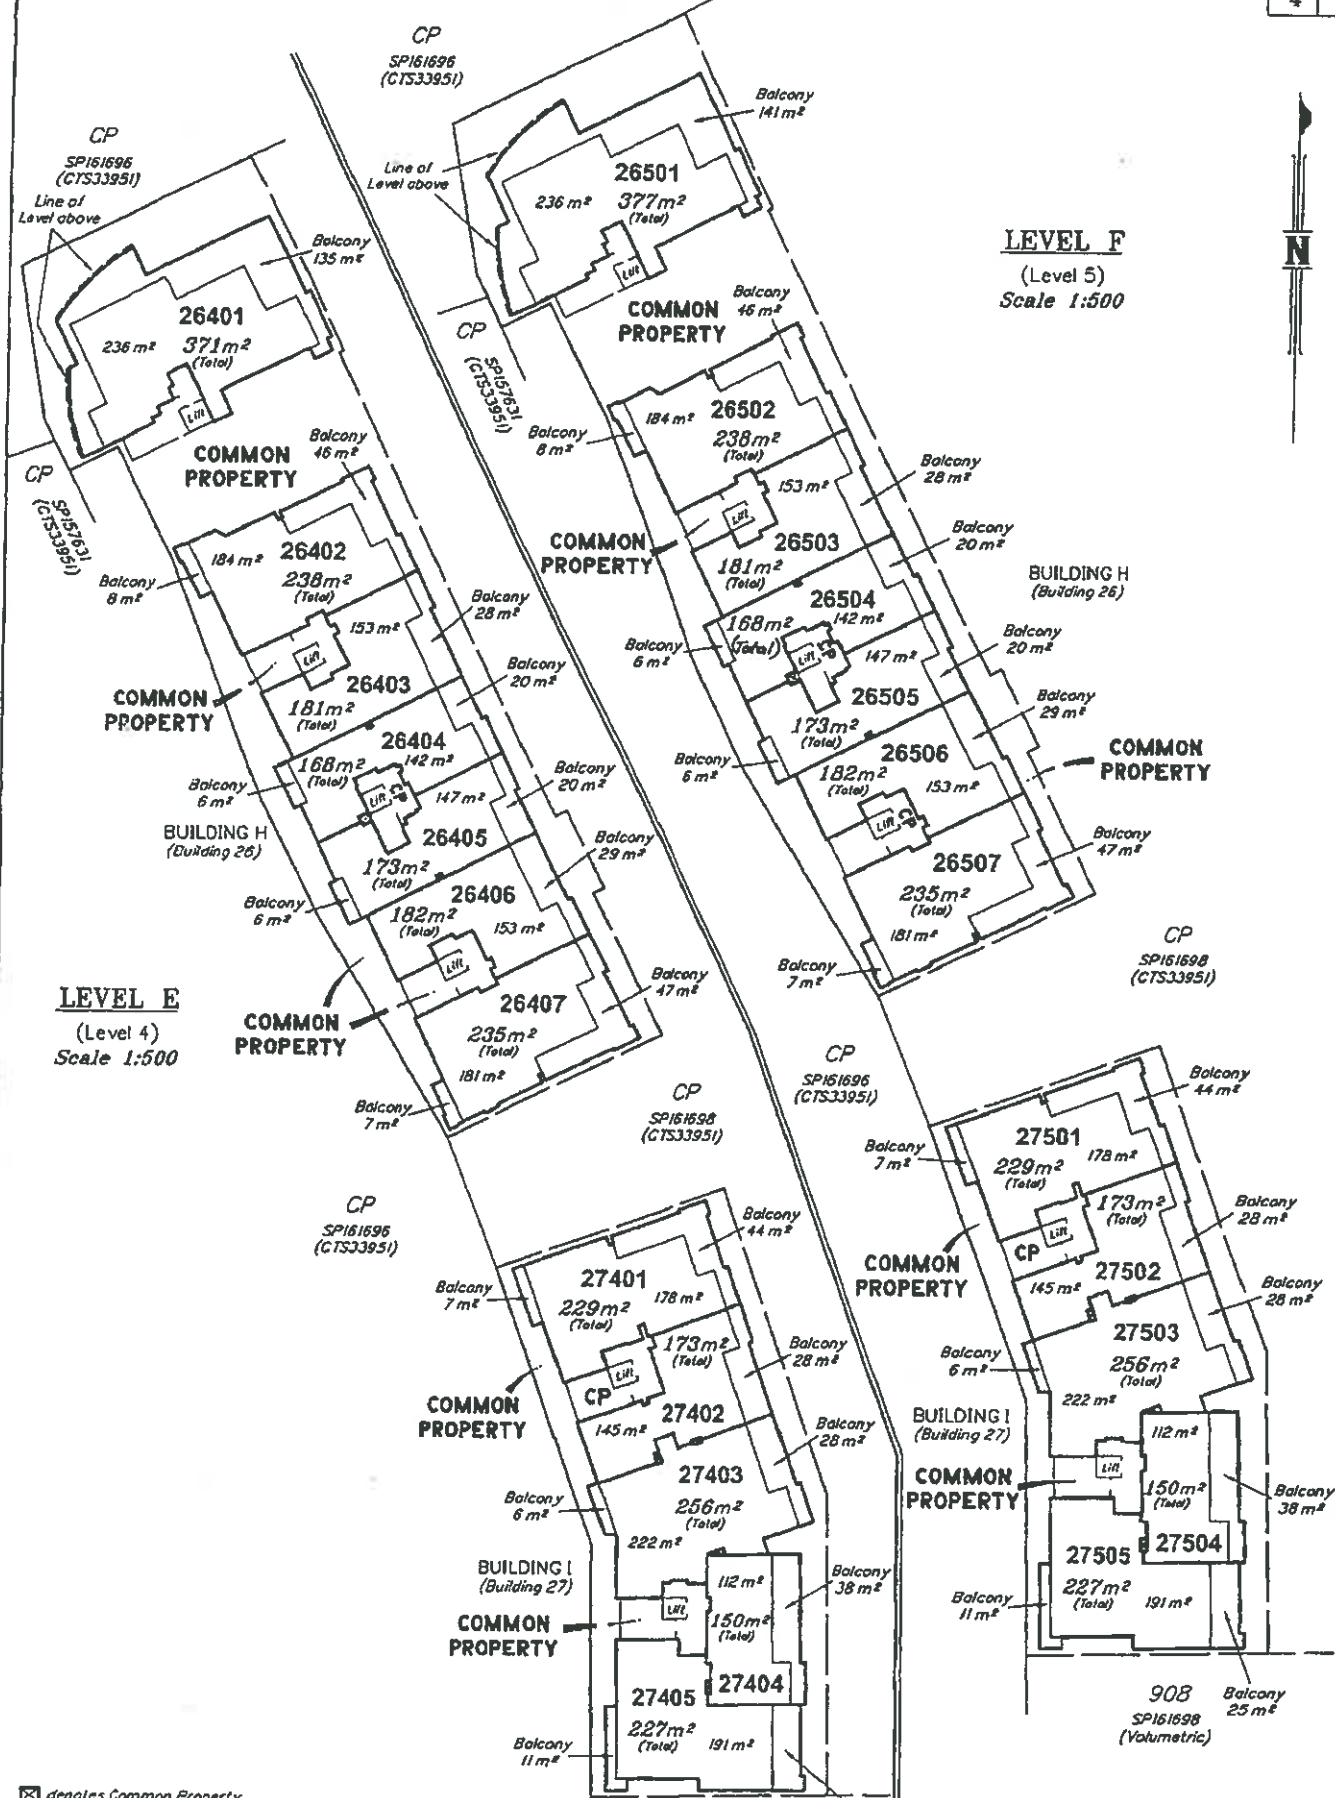 4
CP
SP161696
(CTS33951)
CP
SP161696
(CTS33951)
Line of
Level above
Balcony
135 m²
26401
236 m²
371m²
(Total)
Lift
COMMON
PROPERTY
Balcony
46 m²
CP
SP157631
(CTS33951)
184 m²
26402
238m²
(Total)
Balcony
8 m²
153 m²
Balcony
28 m²
Lift
26403
181m²
(Total)
COMMON
PROPERTY
Balcony
20 m²
26404
168m²
(Total)
142 m²
Balcony
6 m²
Lift
CP
147 m²
Balcony
20 m²
BUILDING H
(Building 26)
26405
173m²
(Total)
Balcony
29 m²
Balcony
6 m²
26406
182m²
(Total)
153 m²
Lift
26407
235m²
(Total)
181 m²
Balcony
47 m²
COMMON
PROPERTY
Balcony
7 m²
LEVEL E
(Level 4)
Scale 1:500
Line of
Level above
Balcony
141 m²
26501
236 m²
377m²
(Total)
Lift
COMMON
PROPERTY
Balcony
46 m²
CP
SP157631
(CTS33951)
LEVEL F
(Level 5)
Scale 1:500
N
184 m²
26502
238m²
(Total)
Balcony
8 m²
153 m²
Balcony
28 m²
Lift
COMMON
PROPERTY
26503
181m²
(Total)
Balcony
20 m²
BUILDING H
(Building 26)
26504
168m²
(Total)
142 m²
Balcony
6 m²
Lift
CP
147 m²
Balcony
20 m²
26505
173m²
(Total)
Balcony
29 m²
Balcony
6 m²
26506
182m²
(Total)
153 m²
COMMON
PROPERTY
Lift
CP
26507
235m²
(Total)
181 m²
Balcony
47 m²
Balcony
7 m²
CP
SP161698
(CTS33951)
CP
SP161696
(CTS33951)
CP
SP161698
(CTS33951)
CP
SP161696
(CTS33951)
Balcony
44 m²
27401
229m²
(Total)
178 m²
Balcony
7 m²
173m²
(Total)
Lift
CP
Balcony
28 m²
COMMON
PROPERTY
145 m²
27402
Balcony
28 m²
27403
256m²
(Total)
Balcony
6 m²
222 m²
BUILDING I
(Building 27)
112 m²
Balcony
38 m²
Lift
150m²
(Total)
COMMON
PROPERTY
27404
27405
227m²
(Total)
191 m²
Balcony
11 m²
Balcony
44 m²
27501
229m²
(Total)
178 m²
Balcony
7 m²
173m²
(Total)
Lift
CP
Balcony
28 m²
COMMON
PROPERTY
27502
145 m²
Balcony
28 m²
27503
256m²
(Total)
Balcony
6 m²
222 m²
BUILDING I
(Building 27)
112 m²
Lift
150m²
(Total)
COMMON
PROPERTY
Balcony
38 m²
27504
27505
227m²
(Total)
191 m²
Balcony
11 m²
908
SP161698
(Volumetric)
Balcony
25 m²
denotes Common Property